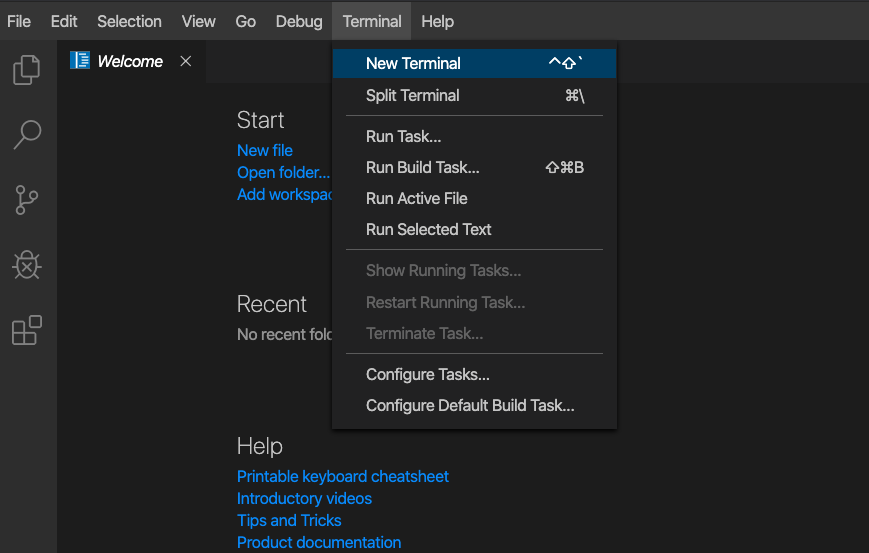 File Edit Selection View Go Debug Terminal Help
Welcome
New Terminal ^⇧`
Split Terminal ⌘\
Run Task...
Run Build Task... ⇧⌘B
Run Active File
Run Selected Text
Show Running Tasks...
Restart Running Task...
Terminate Task...
Configure Tasks...
Configure Default Build Task...
Start
New file
Open folder...
Add workspac
Recent
No recent fold
Help
Printable keyboard cheatsheet
Introductory videos
Tips and Tricks
Product documentation